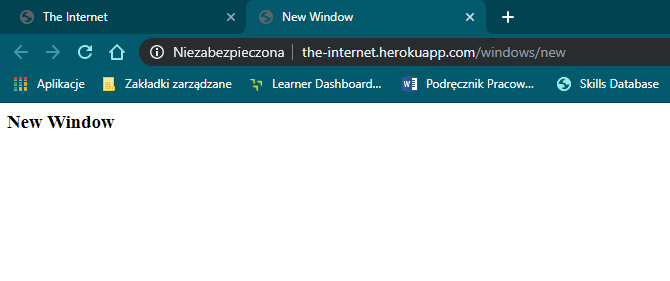 The Internet New Window
Niezabezpieczona the-internet.herokuapp.com/windows/new
Aplikacje Zakładki zarządzane Learner Dashboard... W Podręcznik Pracow... Skills Database
New Window